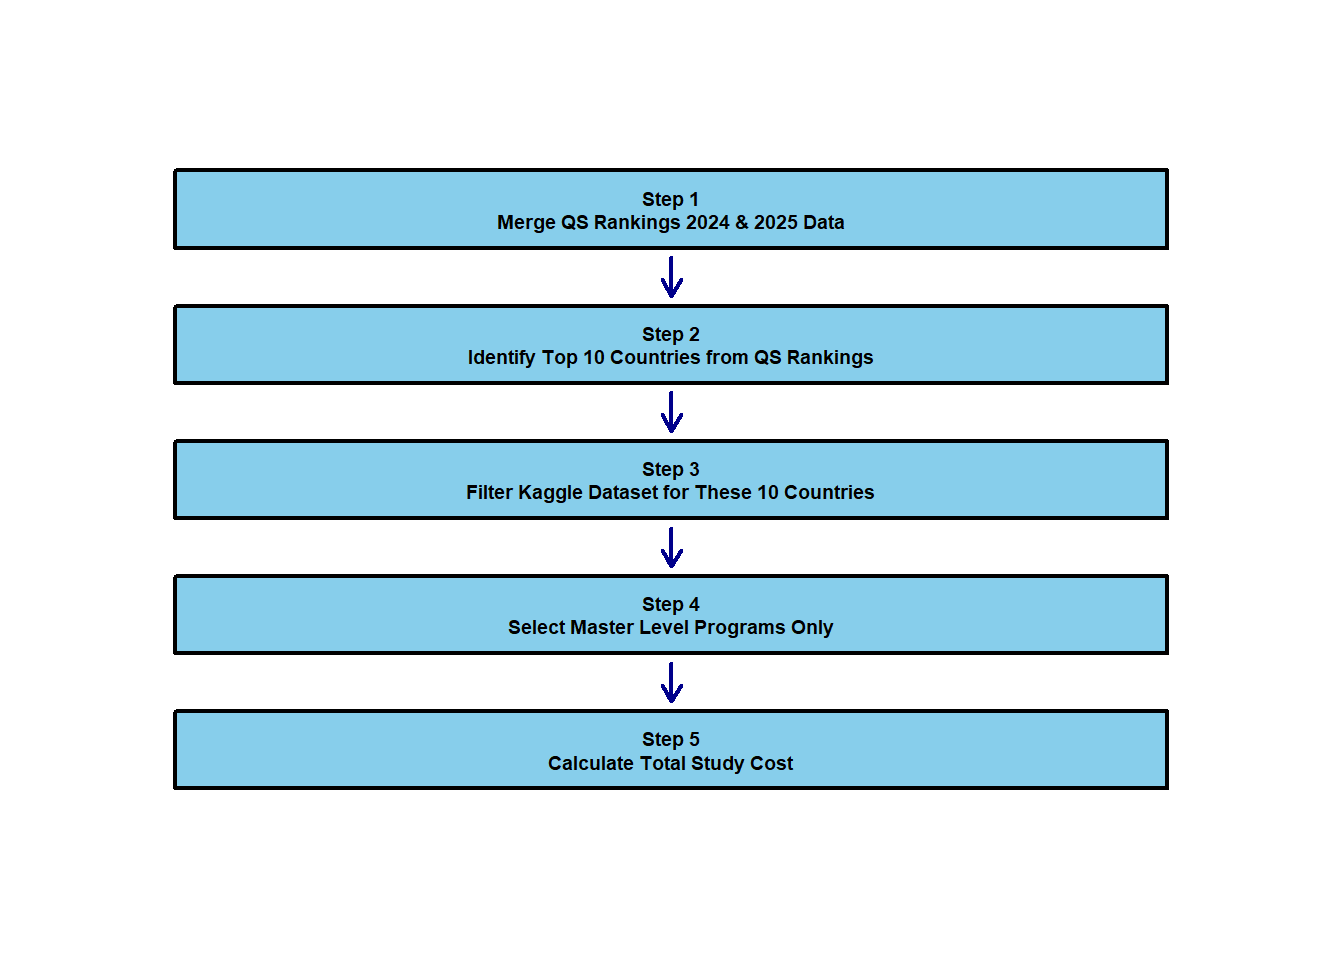 Step 1
Merge QS Rankings 2024 & 2025 Data
Step 2
Identify Top 10 Countries from QS Rankings
Step 3
Filter Kaggle Dataset for These 10 Countries
Step 4
Select Master Level Programs Only
Step 5
Calculate Total Study Cost